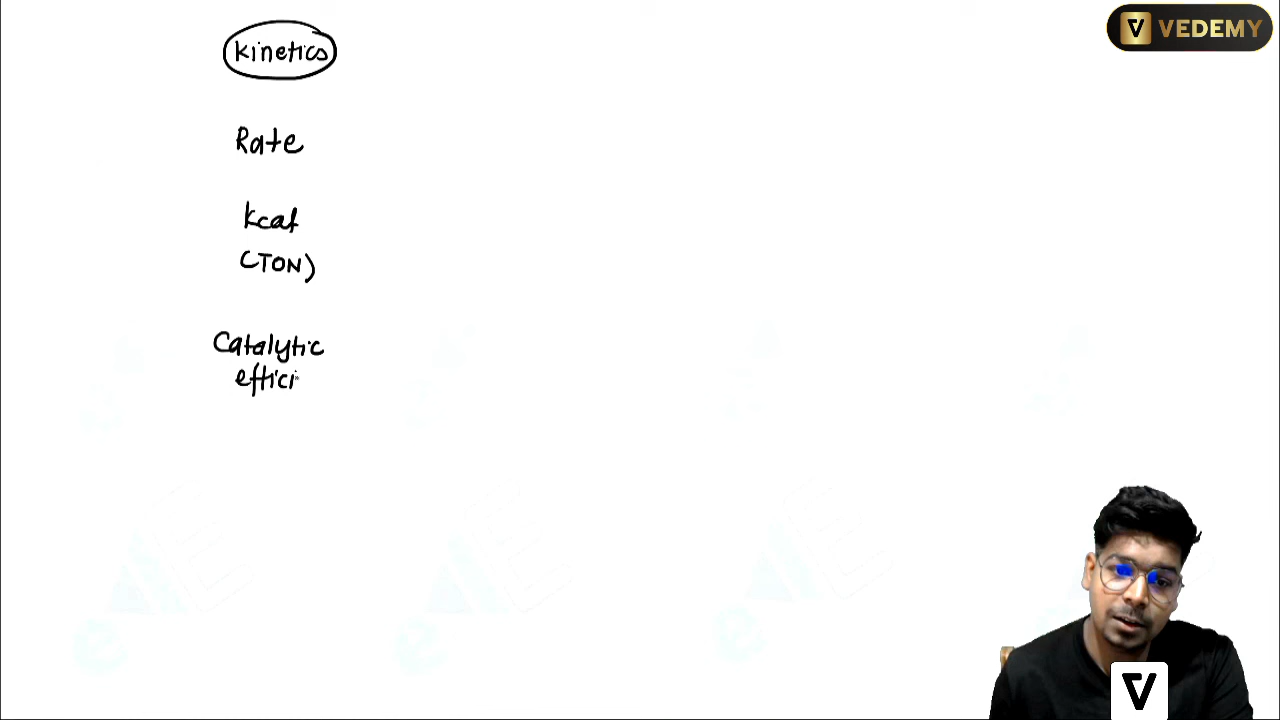 kinetics
VEDEMY
Rate
kcat
(TON)
Catalytic
effici